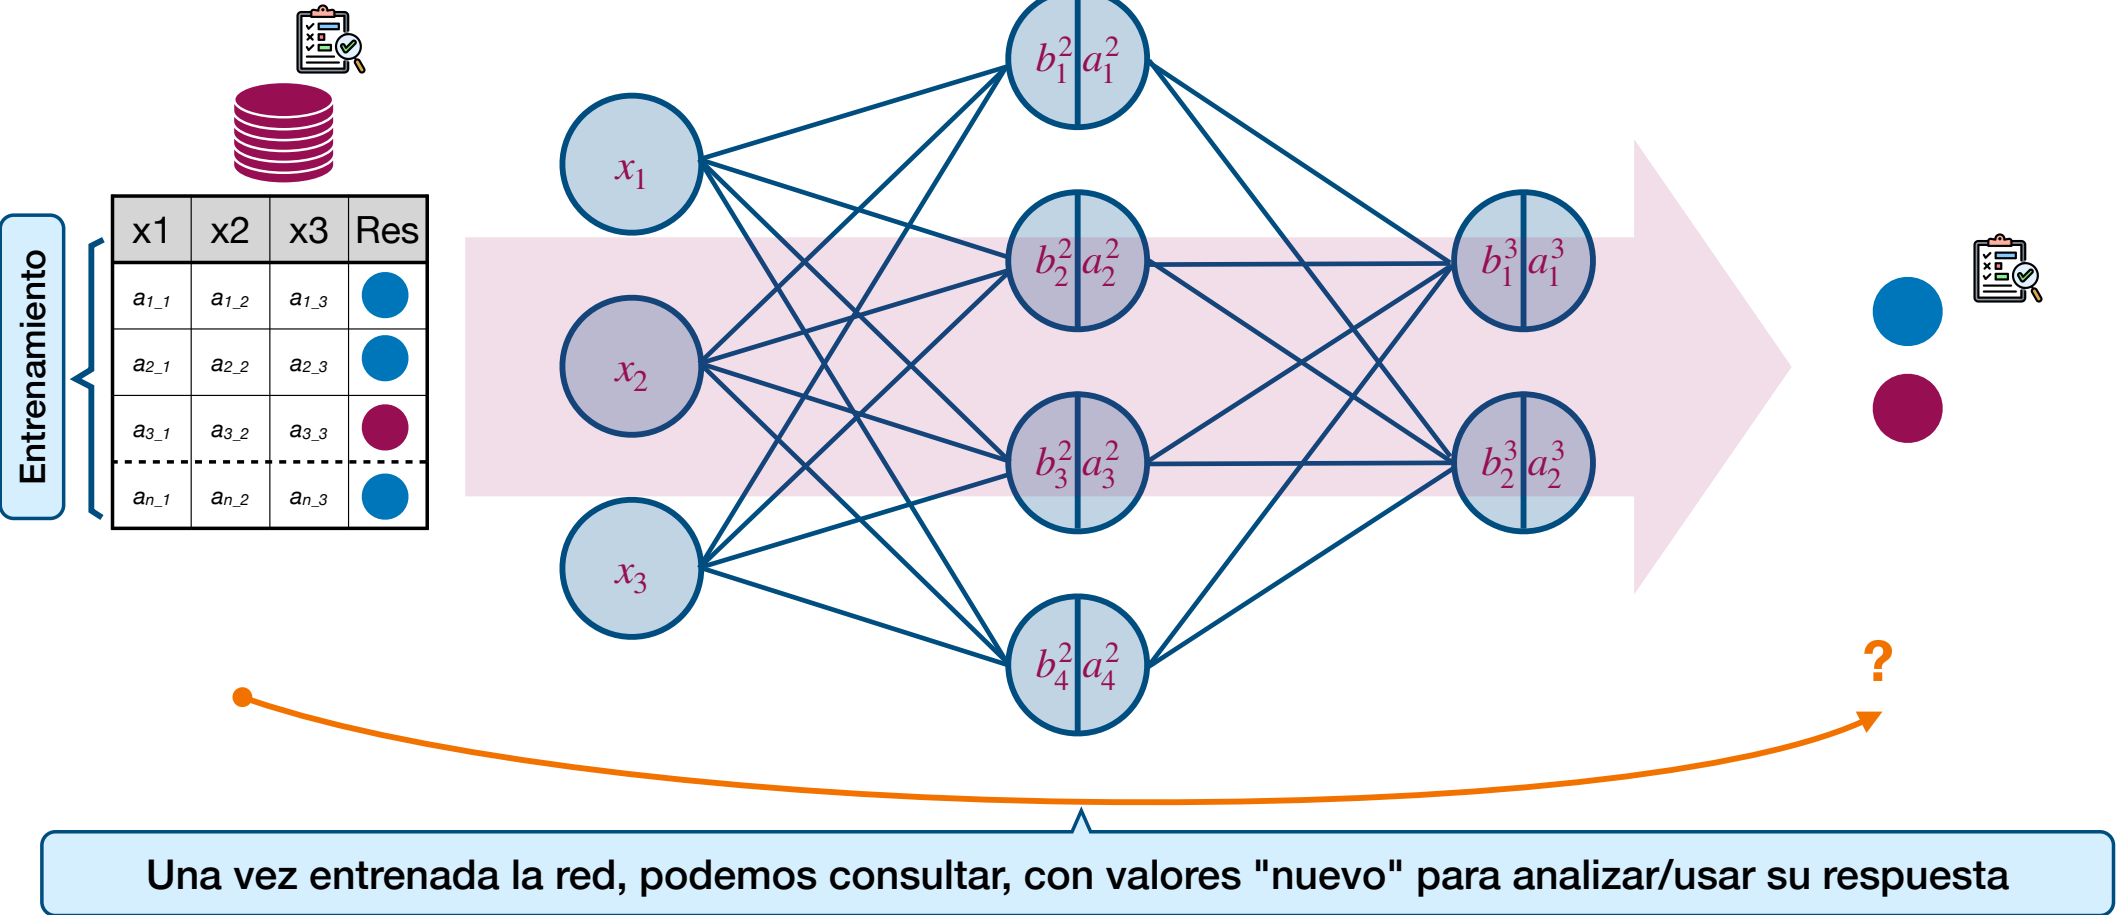 Entrenamiento
x1 x2 x3 Res
a1_1 a1_2 a1_3
a2_1 a2_2 a2_3
a3_1 a3_2 a3_3
an_1 an_2 an_3
x₁
x₂
x₃
b₁² a₁²
b₂² a₂²
b₃² a₃²
b₄² a₄²
b₁³ a₁³
b₂³ a₂³
?
Una vez entrenada la red, podemos consultar, con valores "nuevo" para analizar/usar su respuesta